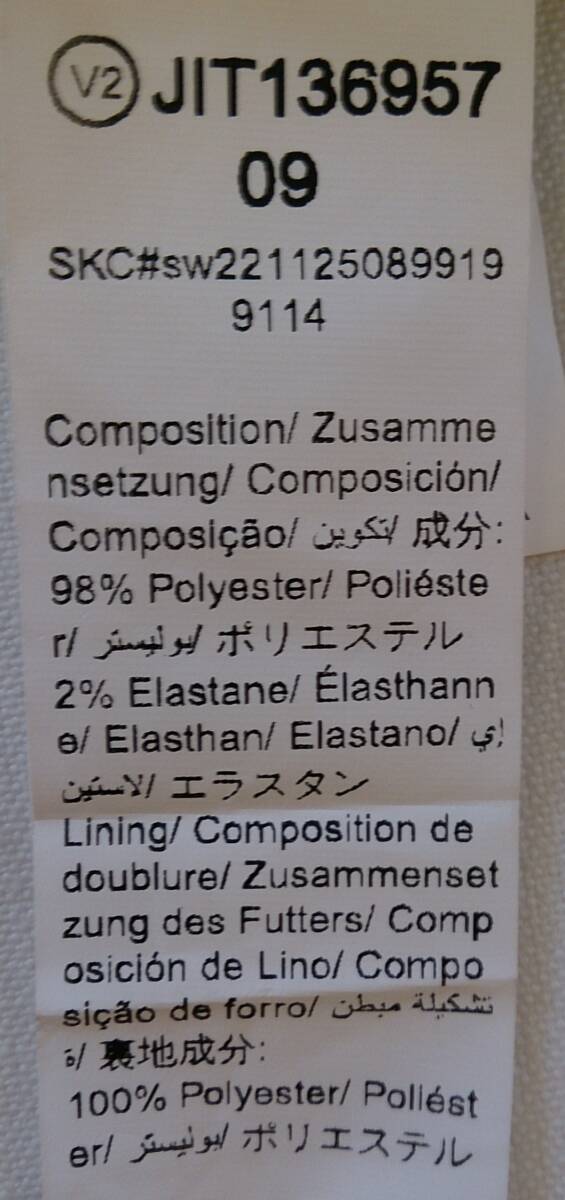 V2 JIT136957
09
SKC#sw221125089919
9114
Composition/ Zusamme
nsetzung/ Composición/
Composição/ تكوين/ 成分:
98% Polyester/ Poliéste
r/ بوليستر/ ポリエステル
2% Elastane/ Élasthann
e/ Elasthan/ Elastano/ إي
لاستين/ エラスタン
Lining/ Composition de
doublure/ Zusammenset
zung des Futters/ Comp
osición de Lino/ Compo
sição de forro/ تشكيلة مبطن
ة/ 裏地成分:
100% Polyester/ Poliést
er/ بوليستر/ ポリエステル